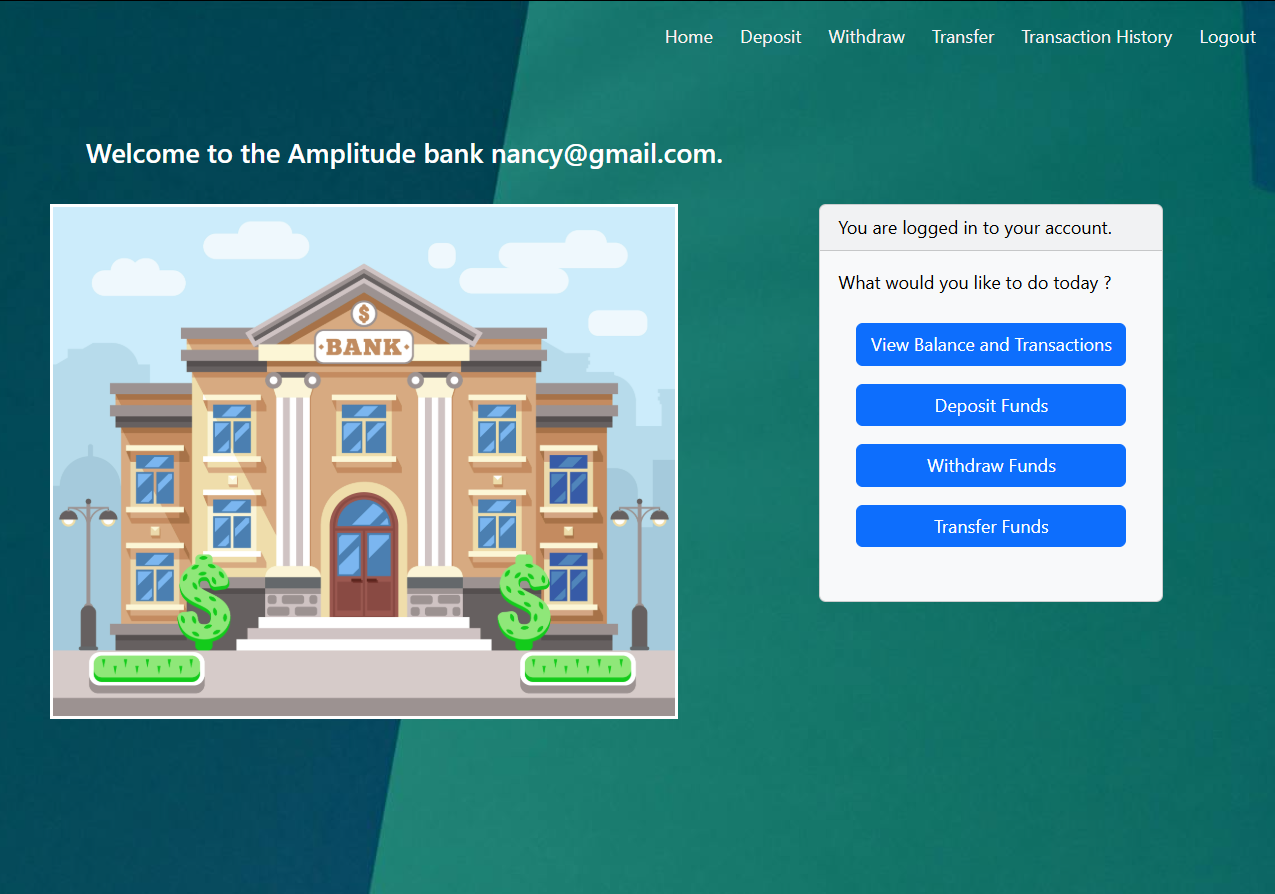 Home Deposit Withdraw Transfer Transaction History Logout
Welcome to the Amplitude bank nancy@gmail.com.
$
BANK
$ $
You are logged in to your account.
What would you like to do today ?
View Balance and Transactions
Deposit Funds
Withdraw Funds
Transfer Funds